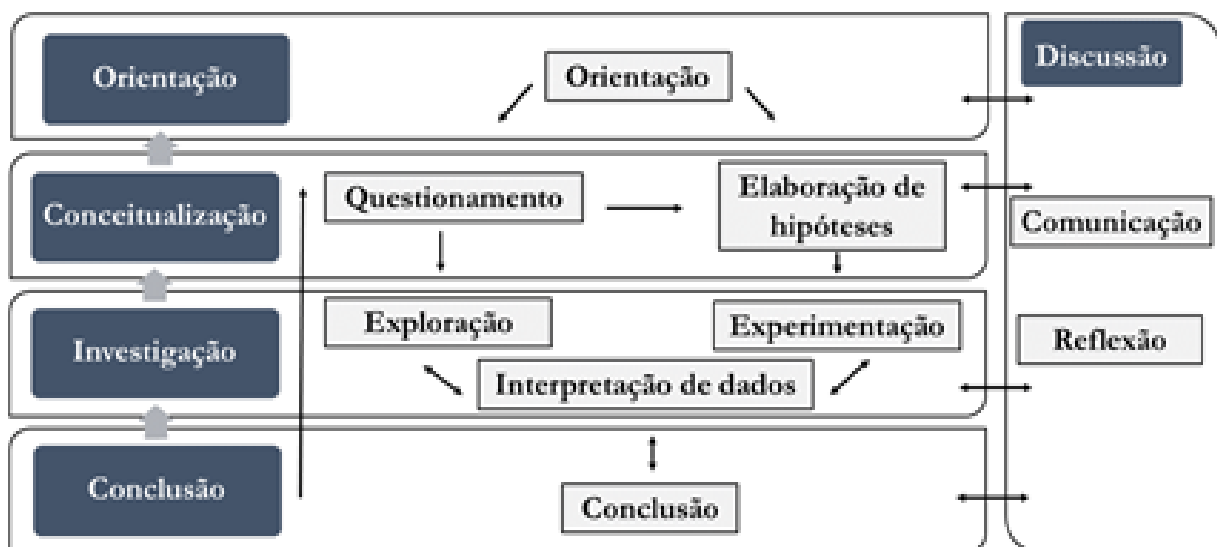 Orientação
Orientação
Discussão
Conceitualização
Questionamento
Elaboração de
hipóteses
Comunicação
Investigação
Exploração
Experimentação
Interpretação de dados
Reflexão
Conclusão
Conclusão